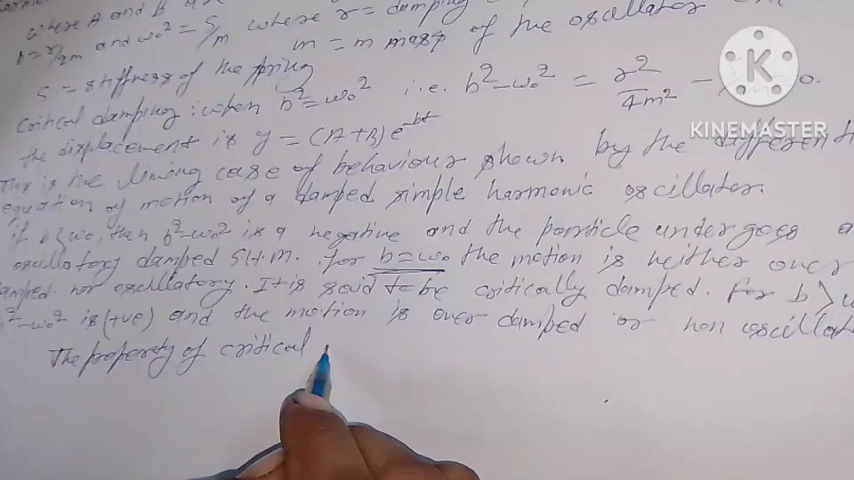 where A and B are
b = r/2m and ω₀² = S/m where r = damping
m = m mass of the oscillator
S = stiffness of the spring
critical damping : when b² = ω₀² i.e. b² - ω₀² = r²/4m² - 0.
the displacement is y = (A+B)e^-bt
This is the liming case of behaviour shown by the different
equation of motion of a damped simple harmonic oscillator.
if b < ω₀, then b² - ω₀² is a negative and the particle undergoes a
oscillatory damped S.H.M. for b = ω₀ the motion is neither over
damped nor oscillatory. It is said to be critically damped. For b > ω
b² - ω₀² is (+ve) and the motion is over damped or non oscillat
The property of critical
K
KINEMASTER